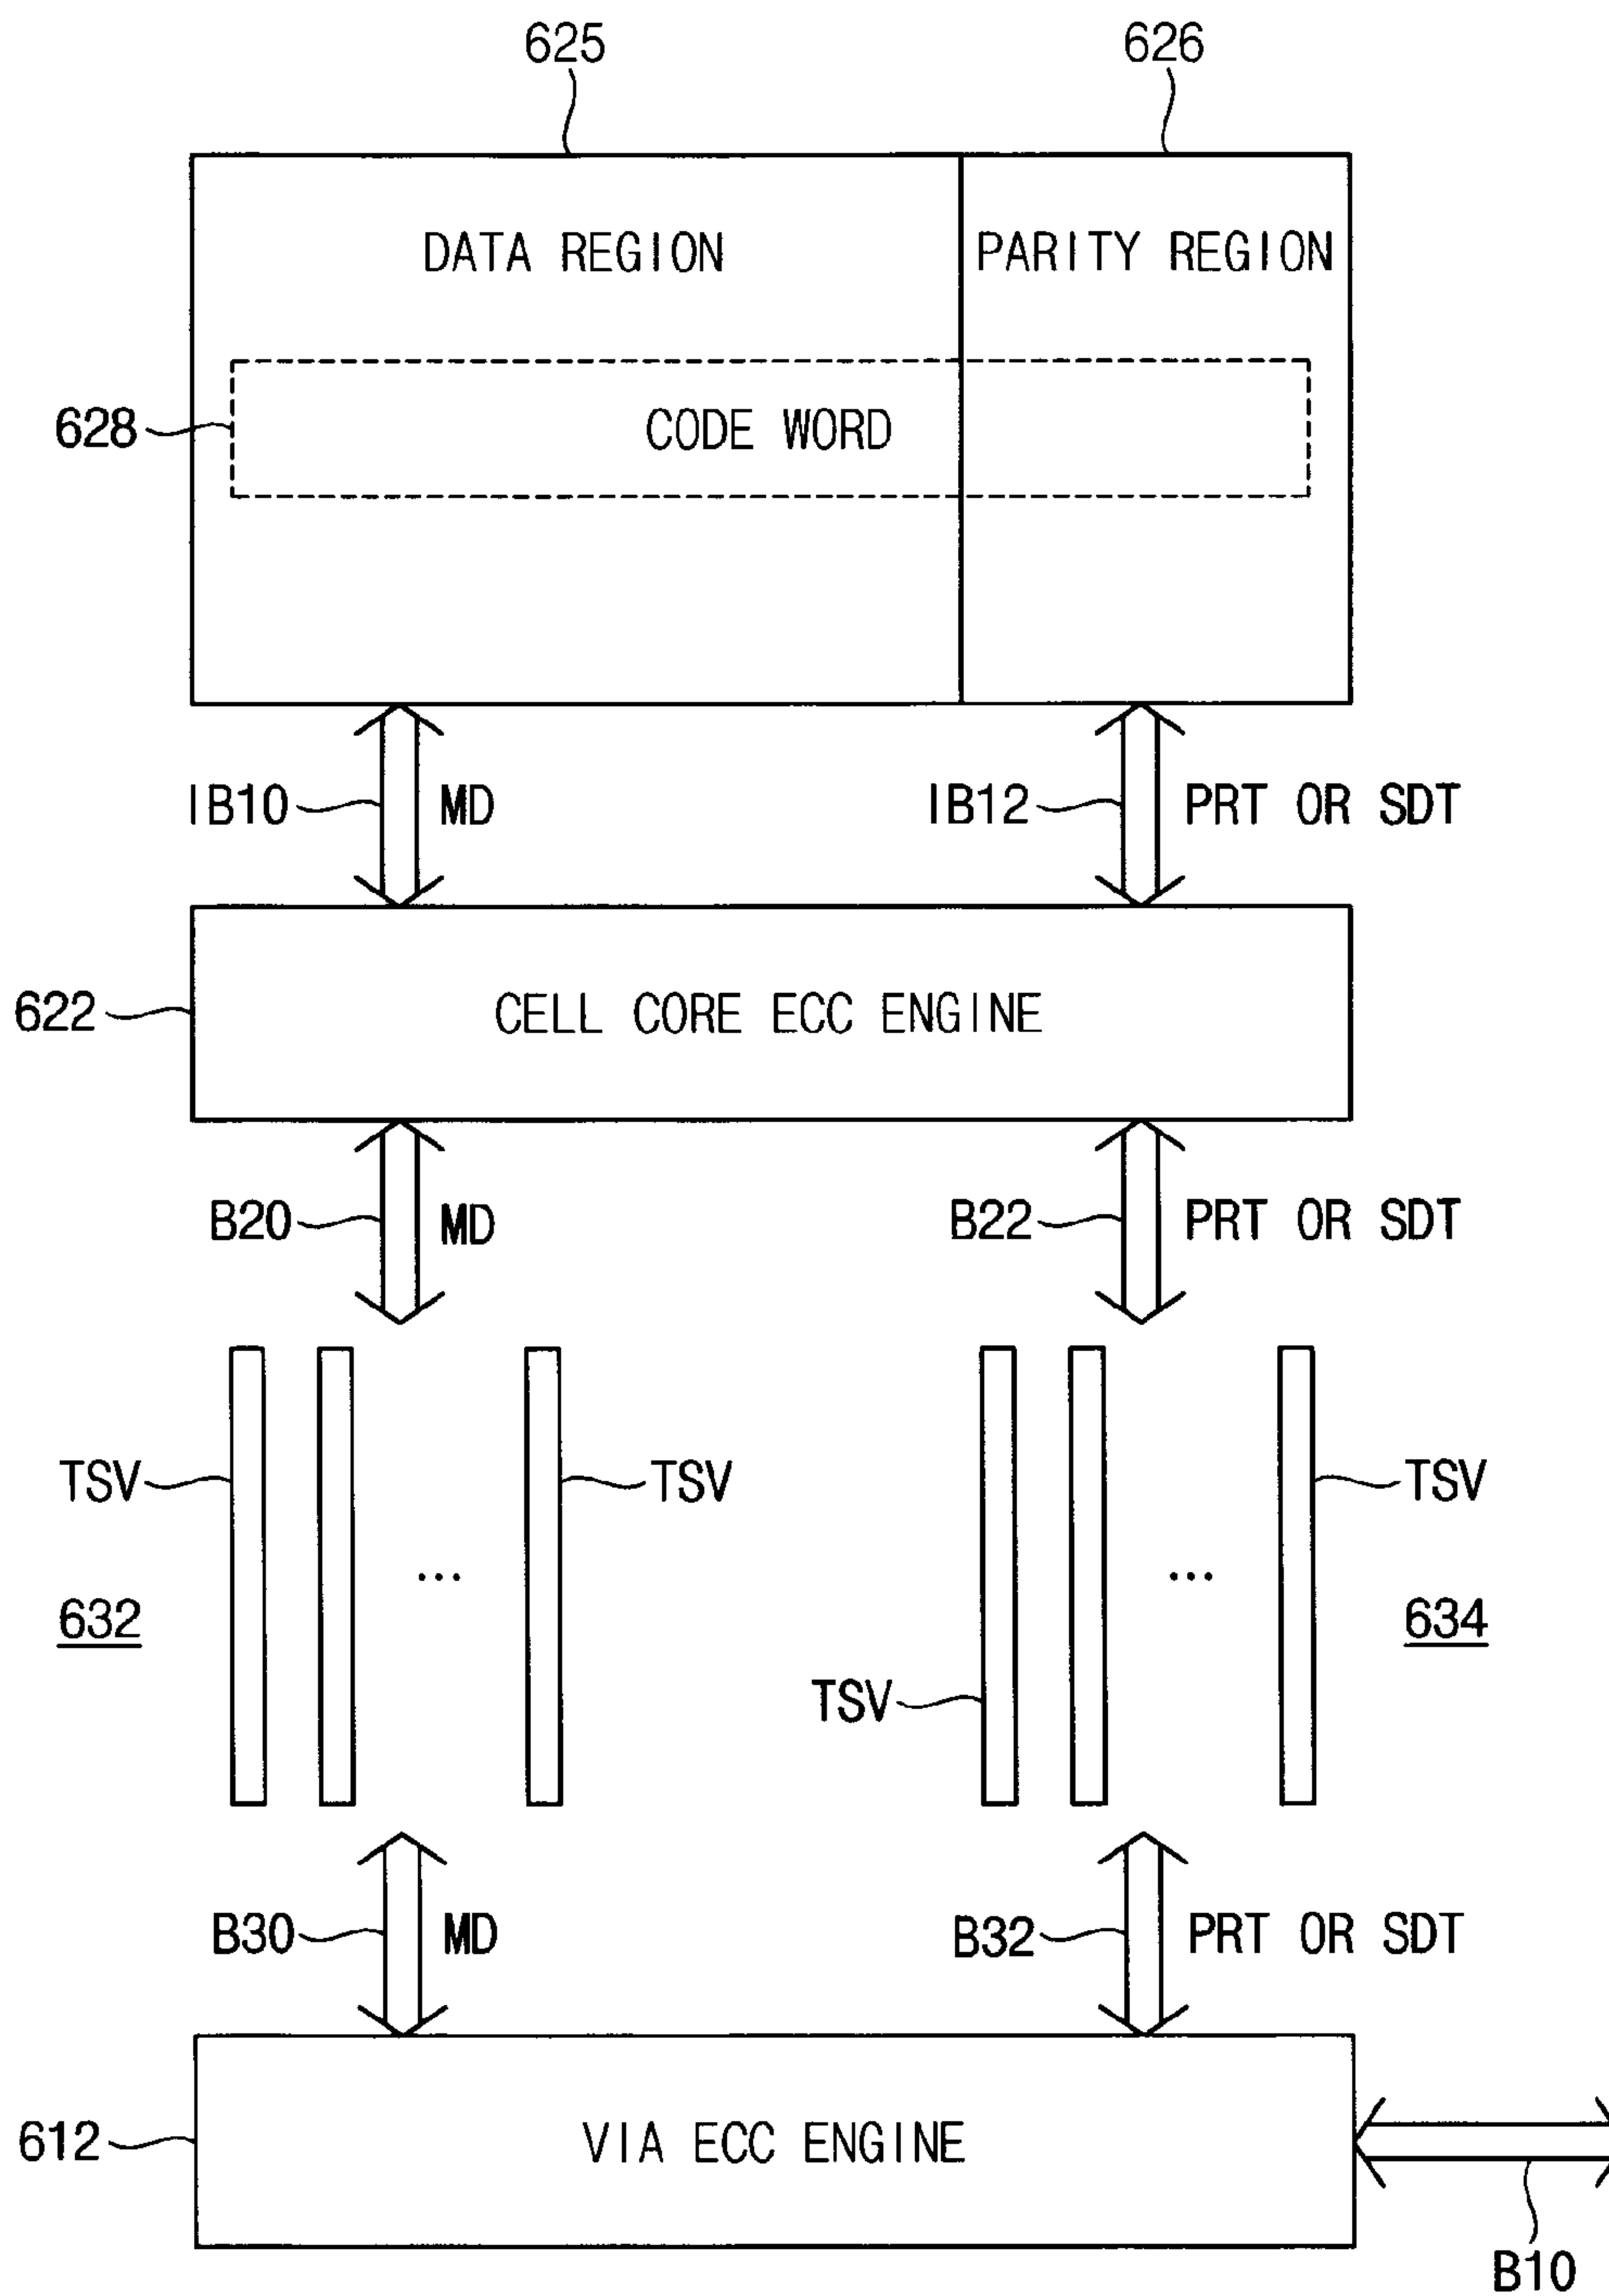 625
626
DATA REGION
PARITY REGION
628
CODE WORD
IB10
MD
IB12
PRT OR SDT
622
CELL CORE ECC ENGINE
B20
MD
B22
PRT OR SDT
TSV
TSV
TSV
...
...
632
634
TSV
B30
MD
B32
PRT OR SDT
612
VIA ECC ENGINE
B10